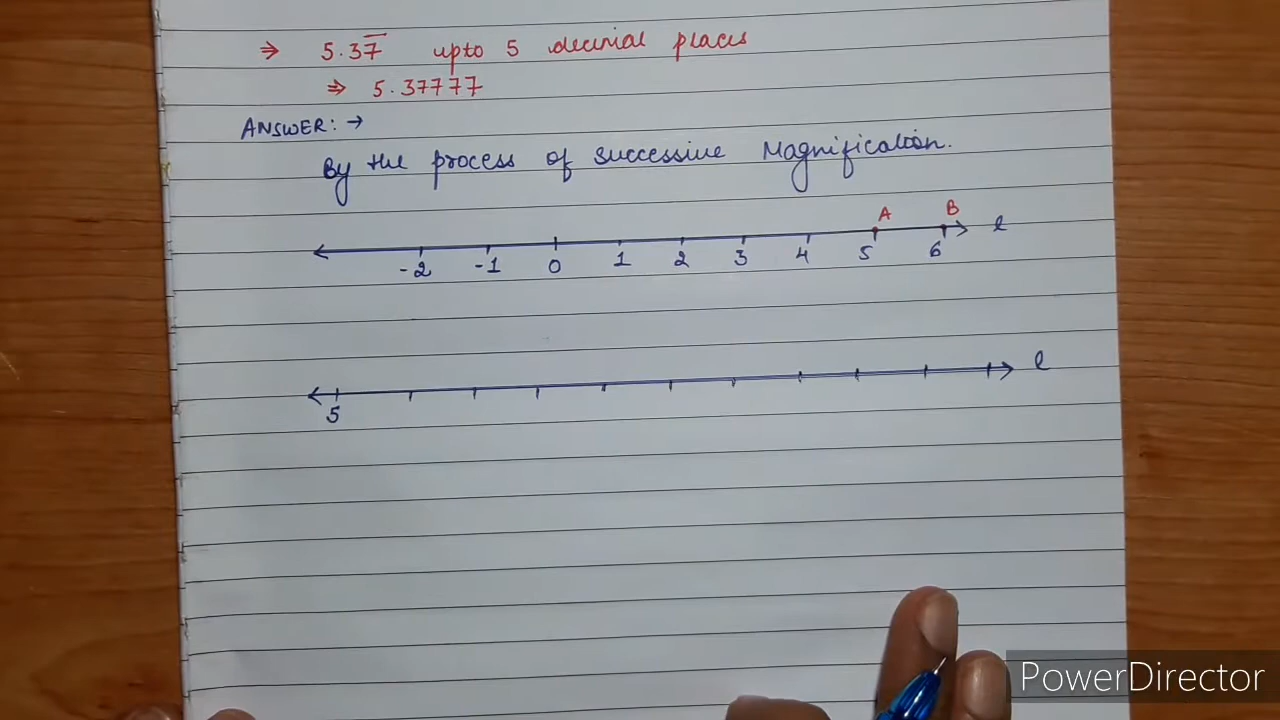 ⇒ 5.37̅ upto 5 decimal places
⇒ 5.37777
ANSWER: →
By the process of successive Magnification.
A B
l
-2 -1 0 1 2 3 4 5 6
l
5
PowerDirector